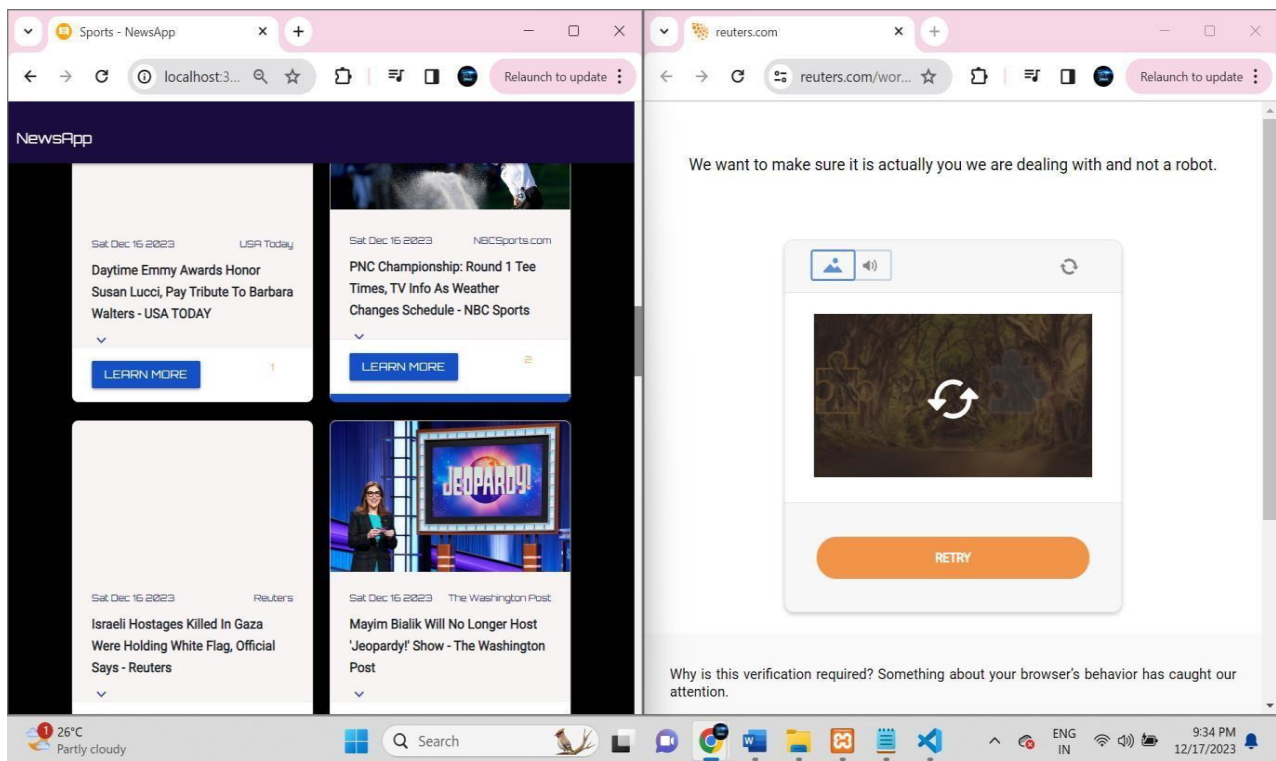 Sports - NewsApp
localhost:3...
Relaunch to update
NewsApp
Sat Dec 16 2023 USA Today
Daytime Emmy Awards Honor
Susan Lucci, Pay Tribute To Barbara
Walters - USA TODAY
LEARN MORE 1
Sat Dec 16 2023 NBCSports.com
PNC Championship: Round 1 Tee
Times, TV Info As Weather
Changes Schedule - NBC Sports
LEARN MORE 2
Sat Dec 16 2023 Reuters
Israeli Hostages Killed In Gaza
Were Holding White Flag, Official
Says - Reuters
JEOPARDY!
Sat Dec 16 2023 The Washington Post
Mayim Bialik Will No Longer Host
'Jeopardy!' Show - The Washington
Post
reuters.com
reuters.com/wor...
Relaunch to update
We want to make sure it is actually you we are dealing with and not a robot.
RETRY
Why is this verification required? Something about your browser's behavior has caught our
attention.
1
26°C
Partly cloudy
Search
ENG
IN
9:34 PM
12/17/2023